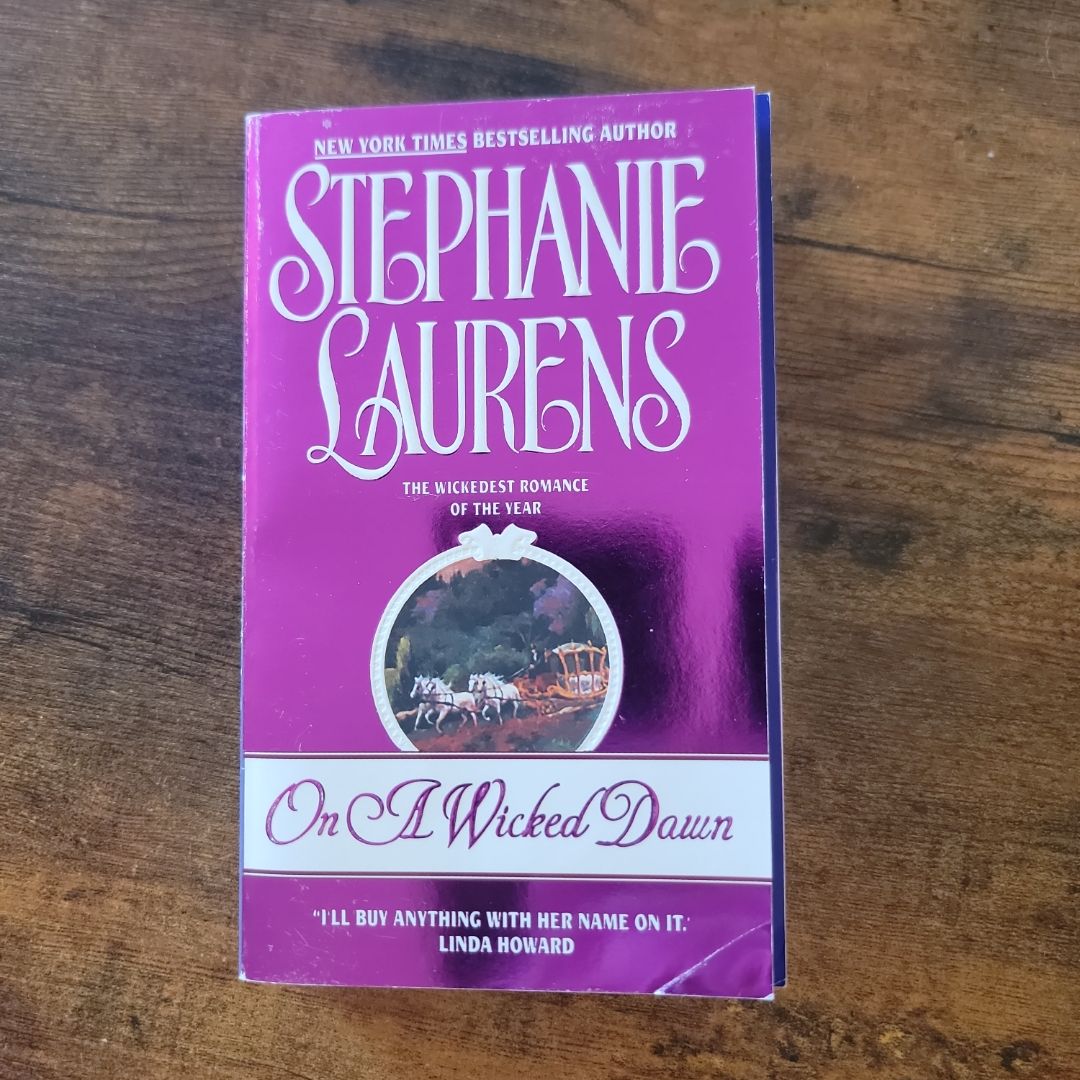 NEW YORK TIMES BESTSELLING AUTHOR
STEPHANIE
LAURENS
THE WICKEDEST ROMANCE
OF THE YEAR
On A Wicked Dawn
"I'LL BUY ANYTHING WITH HER NAME ON IT."
LINDA HOWARD